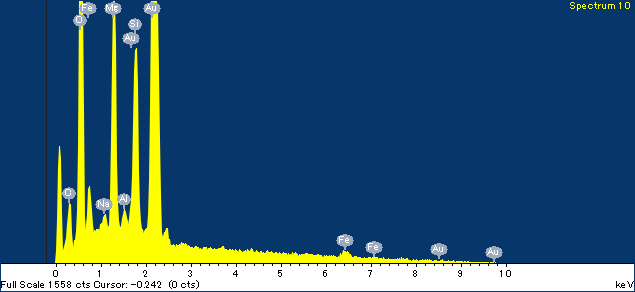 Spectrum 10
Fe Mg Au
O Si
Au
O Na Al
Fe Fe Au Au
0 1 2 3 4 5 6 7 8 9 10
Full Scale 1558 cts Cursor: -0.242 (0 cts) keV